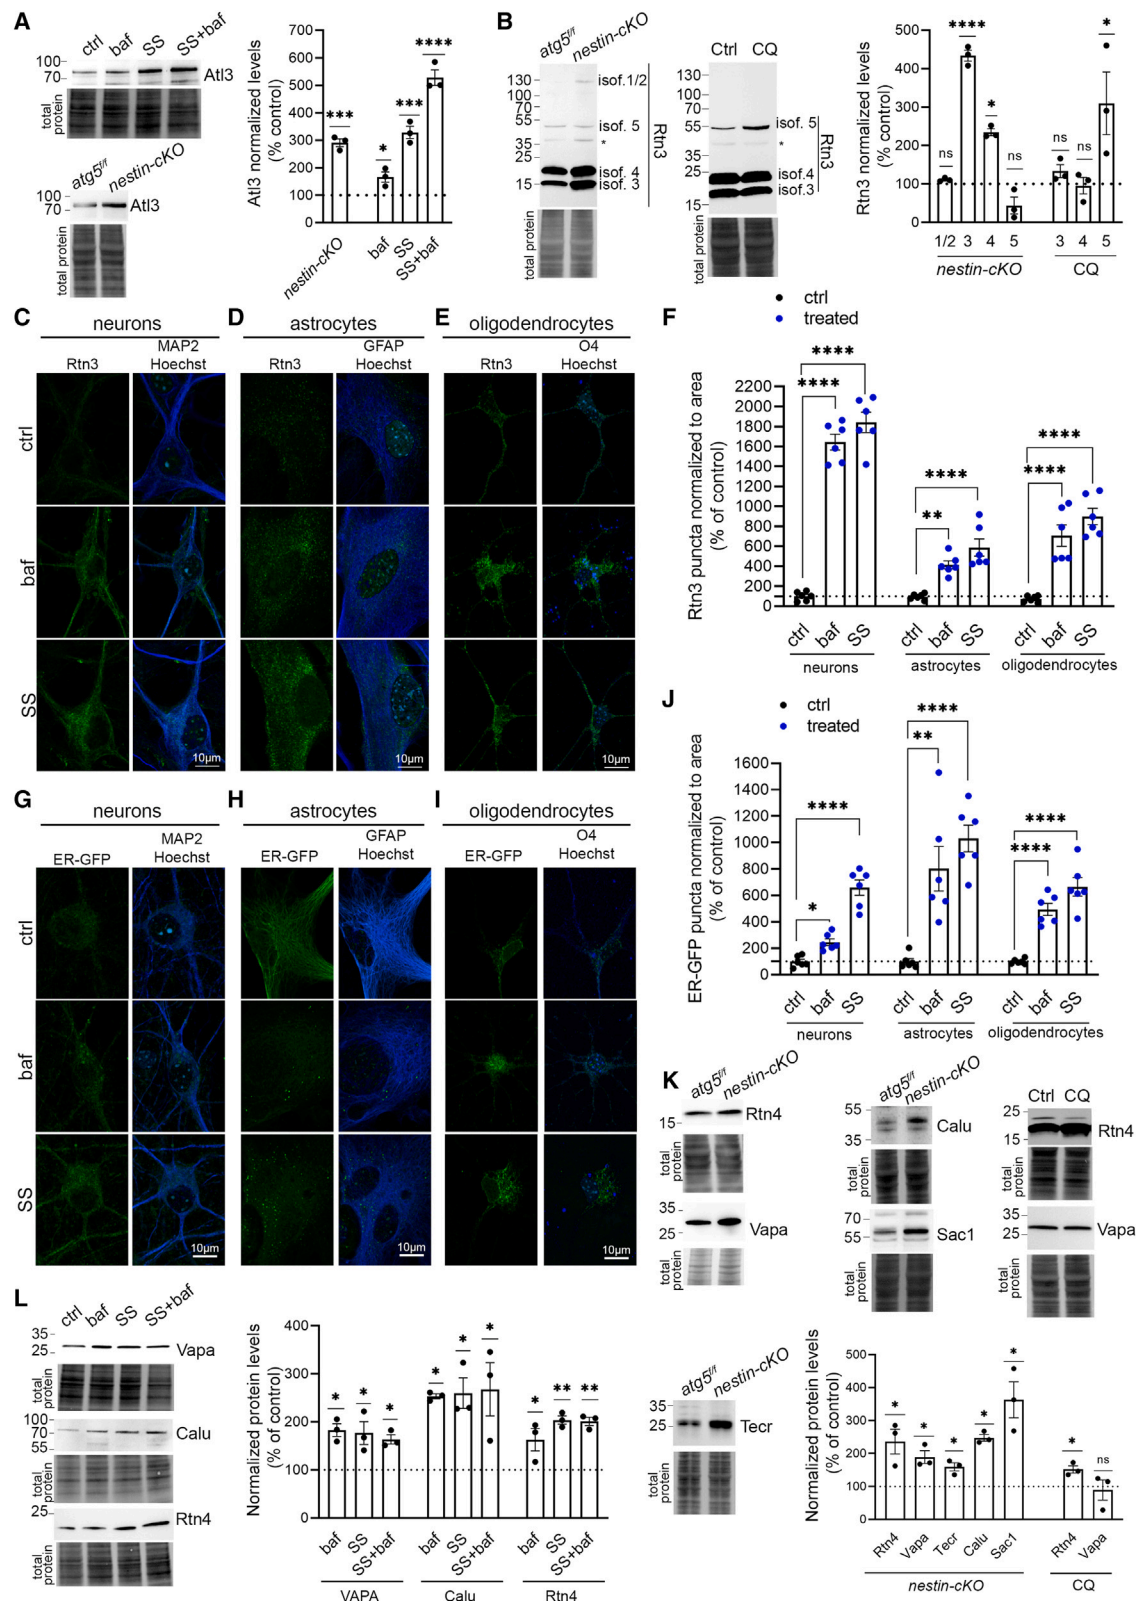 A
ctrl baf SS SS+baf
100
70
Atl3
total protein
atg5f/f nestin-cKO
100
70
Atl3
total protein
Atl3 normalized levels (% control)
700
600
500
400
300
200
100
0
*** * *** ****
nestin-cKO baf SS SS+baf
B
atg5f/f nestin-cKO
130
100
70
55
35
25
15
isof.1/2
isof. 5
*
isof. 4
isof. 3
Rtn3
total protein
Ctrl CQ
130
100
70
55
35
25
15
isof. 5
*
isof.4
isof.3
Rtn3
total protein
Rtn3 normalized levels (% control)
500
400
300
200
100
0
ns **** * ns ns ns *
1/2 3 4 5 3 4 5
nestin-cKO CQ
C neurons
Rtn3 MAP2 Hoechst
D astrocytes
Rtn3 GFAP Hoechst
E oligodendrocytes
Rtn3 O4 Hoechst
ctrl
baf
SS
10μm 10μm 10μm
F
ctrl
treated
Rtn3 puncta normalized to area (% of control)
2200
2000
1800
1600
1400
1200
1000
800
600
400
200
0
**** **** ** **** **** ****
ctrl baf SS ctrl baf SS ctrl baf SS
neurons astrocytes oligodendrocytes
G neurons
ER-GFP MAP2 Hoechst
H astrocytes
ER-GFP GFAP Hoechst
I oligodendrocytes
ER-GFP O4 Hoechst
ctrl
baf
SS
10μm 10μm 10μm
J
ctrl
treated
ER-GFP puncta normalized to area (% of control)
1600
1400
1200
1000
800
600
400
200
0
* **** ** **** **** ****
ctrl baf SS ctrl baf SS ctrl baf SS
neurons astrocytes oligodendrocytes
K
atg5f/f nestin-cKO
15
Rtn4
total protein
35
25
Vapa
total protein
atg5f/f nestin-cKO
55
35
Calu
total protein
70
55
Sac1
total protein
Ctrl CQ
25
15
Rtn4
total protein
35
25
Vapa
total protein
atg5f/f nestin-cKO
35
25
Tecr
total protein
Normalized protein levels (% of control)
500
400
300
200
100
0
* * * * * * ns
Rtn4 Vapa Tecr Calu Sac1 Rtn4 Vapa
nestin-cKO CQ
L
ctrl baf SS SS+baf
35
25
Vapa
total protein
100
70
55
Calu
total protein
25
Rtn4
total protein
Normalized protein levels (% of control)
400
300
200
100
0
* * * * * * * ** **
baf SS SS+baf baf SS SS+baf baf SS SS+baf
VAPA Calu Rtn4